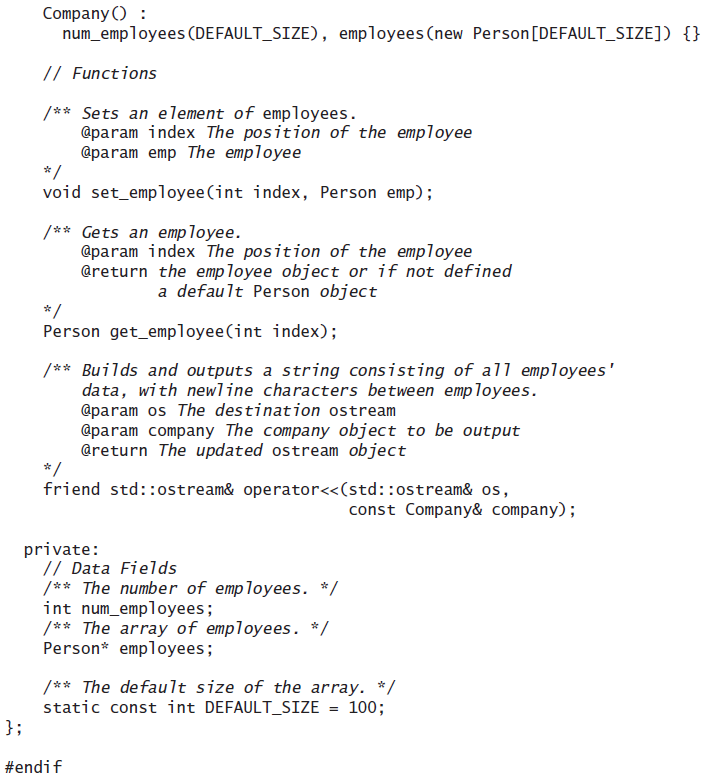 Company() :
num_employees(DEFAULT_SIZE), employees(new Person[DEFAULT_SIZE]) {}
// Functions
/** Sets an element of employees.
@param index The position of the employee
@param emp The employee
*/
void set_employee(int index, Person emp);
/** Gets an employee.
@param index The position of the employee
@return the employee object or if not defined
a default Person object
*/
Person get_employee(int index);
/** Builds and outputs a string consisting of all employees'
data, with newline characters between employees.
@param os The destination ostream
@param company The company object to be output
@return The updated ostream object
*/
friend std::ostream& operator<<(std::ostream& os,
const Company& company);
private:
// Data Fields
/** The number of employees. */
int num_employees;
/** The array of employees. */
Person* employees;
/** The default size of the array. */
static const int DEFAULT_SIZE = 100;
};
#endif